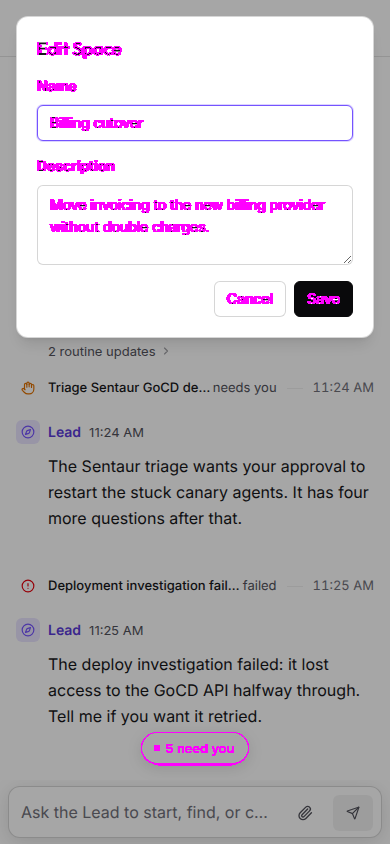 Edit Space
Name
Billing cutover
Description
Move invoicing to the new billing provider
without double charges.
Cancel
Save
2 routine updates
Triage Sentaur GoCD de... needs you 11:24 AM
Lead 11:24 AM
The Sentaur triage wants your approval to
restart the stuck canary agents. It has four
more questions after that.
Deployment investigation fail... failed 11:25 AM
Lead 11:25 AM
The deploy investigation failed: it lost
access to the GoCD API halfway through.
Tell me if you want it retried.
5 need you
Ask the Lead to start, find, or c...